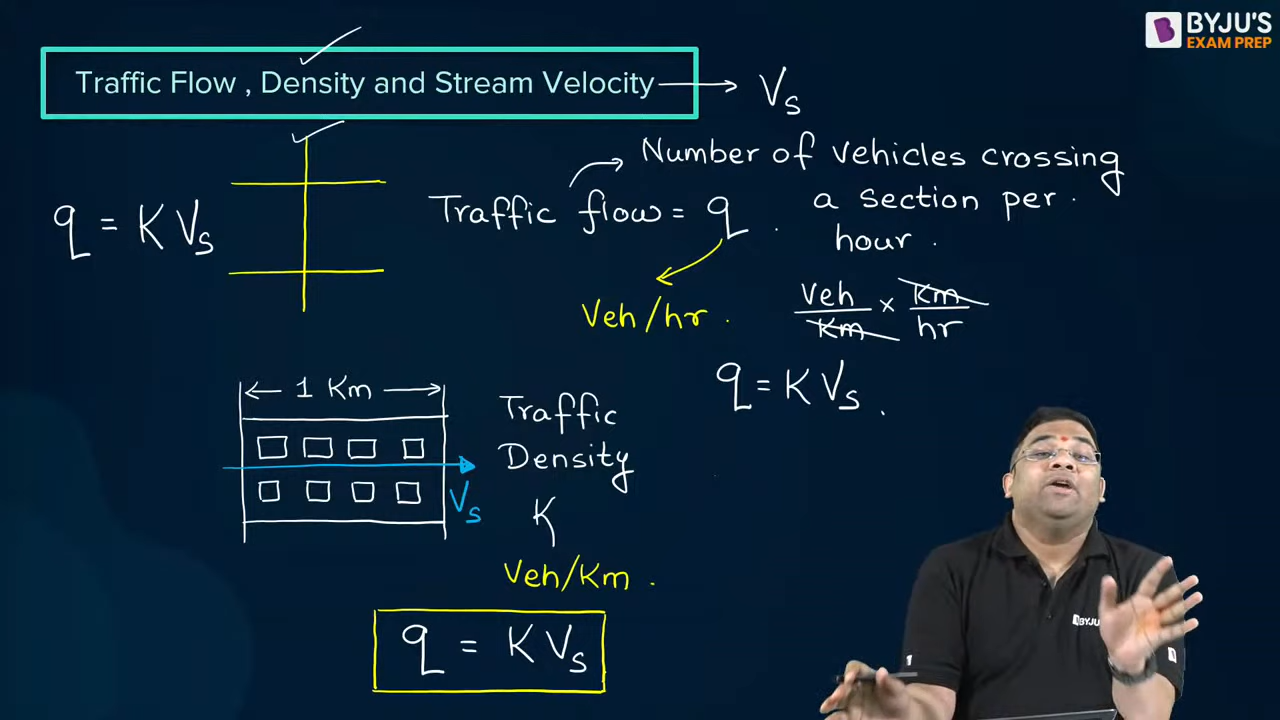 BYJU'S
EXAM PREP
Traffic Flow , Density and Stream Velocity
Vs
Number of vehicles crossing
a section per
hour .
Traffic flow = q .
q = K Vs
Veh/hr .
Veh/Km × Km/hr
q = K Vs .
1 Km
Traffic
Density
K
Vs
Veh/Km .
q = K Vs
BYJU